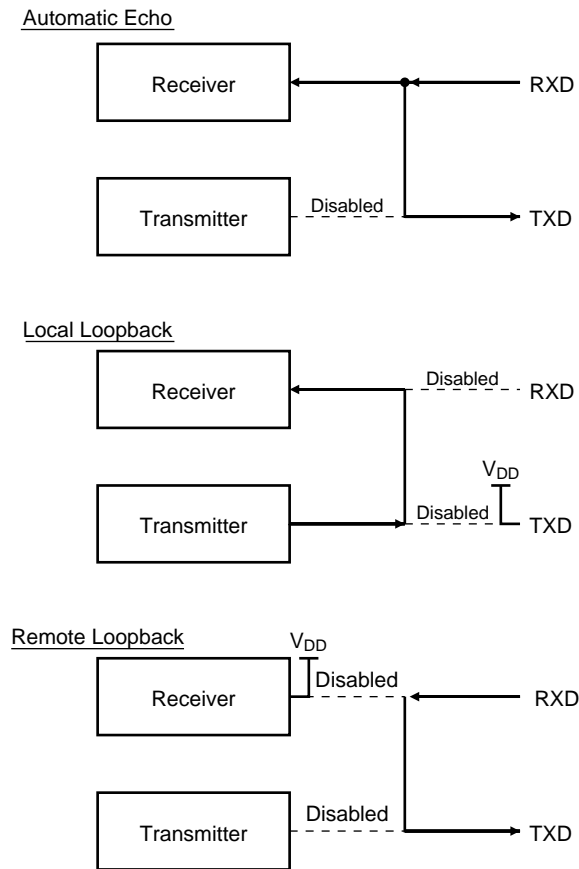 Automatic Echo
Receiver
RXD
Transmitter
Disabled
TXD
Local Loopback
Receiver
Disabled
RXD
VDD
Transmitter
Disabled
TXD
Remote Loopback
VDD
Receiver
Disabled
RXD
Transmitter
Disabled
TXD